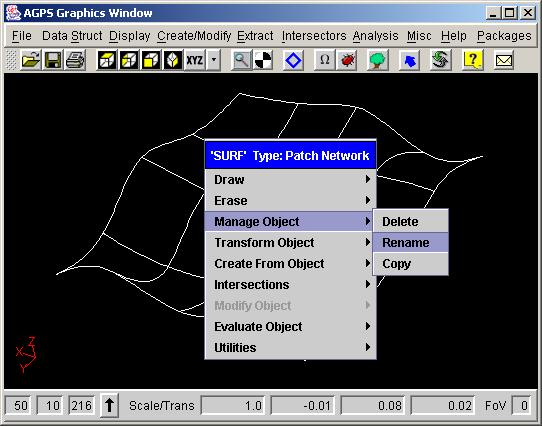 AGPS Graphics Window
File Data Struct Display Create/Modify Extract Intersectors Analysis Misc Help Packages
XYZ Ω ?
'SURF' Type: Patch Network
Draw
Erase
Manage Object
Delete
Transform Object
Rename
Create From Object
Copy
Intersections
Modify Object
Evaluate Object
Utilities
Z
X
Y
50 10 216 Scale/Trans 1.0 -0.01 0.08 0.02 FoV 0